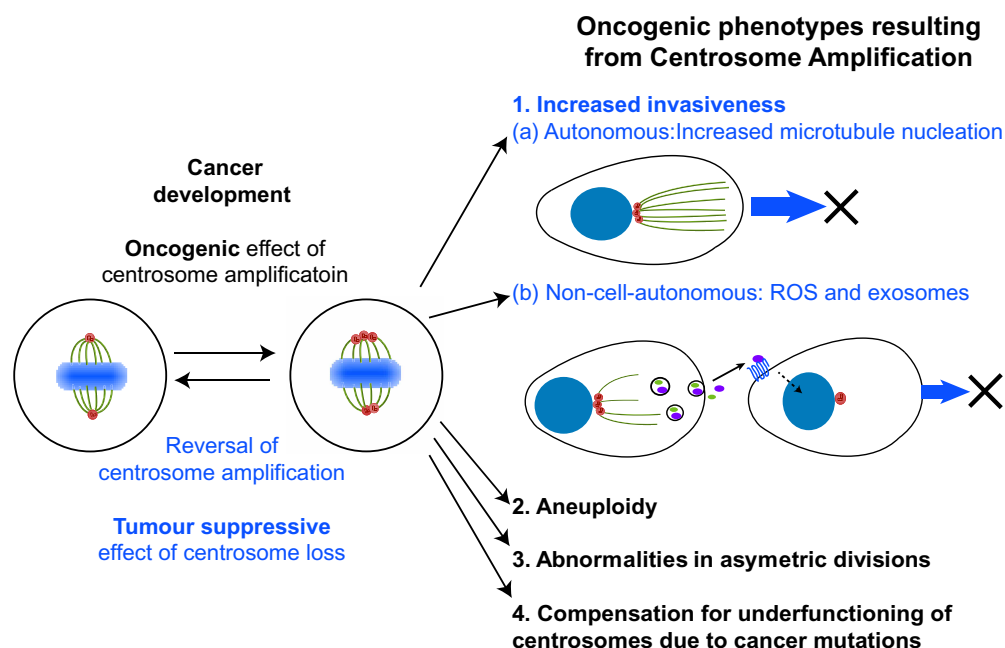 Oncogenic phenotypes resulting
from Centrosome Amplification
1. Increased invasiveness
(a) Autonomous:Increased microtubule nucleation
Cancer
development
Oncogenic effect of
centrosome amplificatoin
(b) Non-cell-autonomous: ROS and exosomes
Reversal of
centrosome amplification
Tumour suppressive
effect of centrosome loss
2. Aneuploidy
3. Abnormalities in asymetric divisions
4. Compensation for underfunctioning of
centrosomes due to cancer mutations